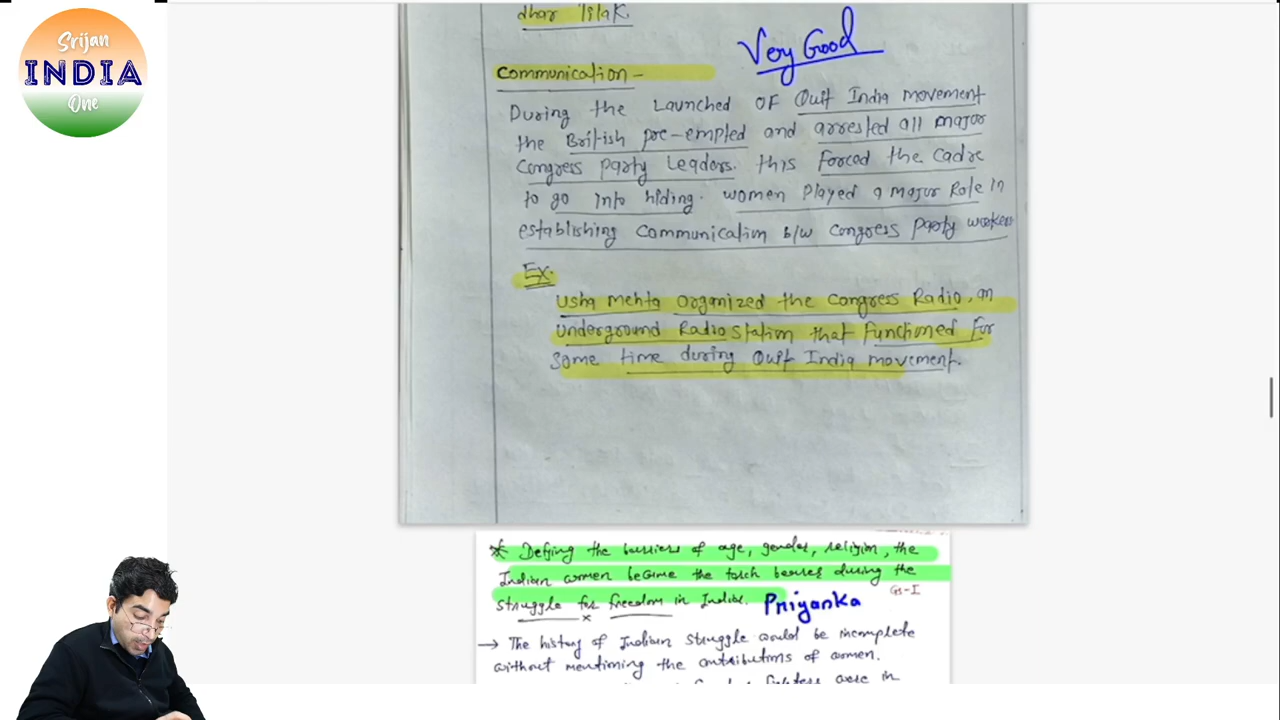 Srijan
INDIA
One
dhar Tilak.
Very Good
Communication -
During the Launched OF Quit India movement
the British pre-empted and arrested all major
Congress Party Leaders. this Forced the Cadre
to go into hiding. women Played a major Role in
establishing Communication b/w Congress Party workers
Ex.
Usha Mehta organized the Congress Radio, an
Underground Radio station that functioned for
Some time during Quit India movement.
* Defying the barriers of age, gender, religion, the
Indian women became the torch bearer during the
struggle for freedom in India.
GS-I
Priyanka
→ The history of Indian struggle would be incomplete
without mentioning the contributions of women.
were in